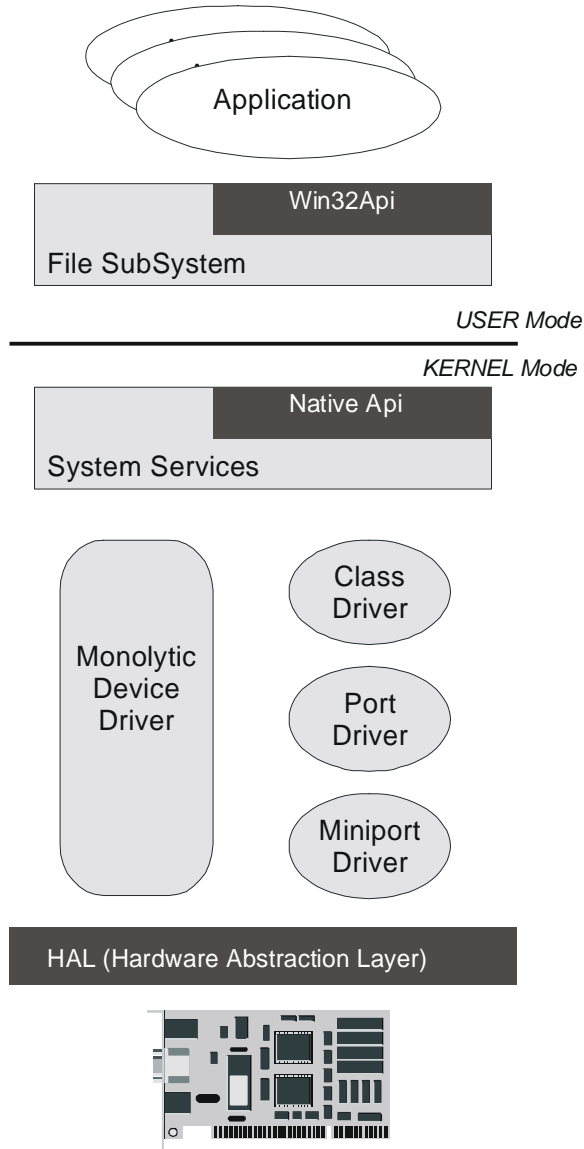 Application
Win32Api
File SubSystem
USER Mode
KERNEL Mode
Native Api
System Services
Monolytic
Device
Driver
Class
Driver
Port
Driver
Miniport
Driver
HAL (Hardware Abstraction Layer)